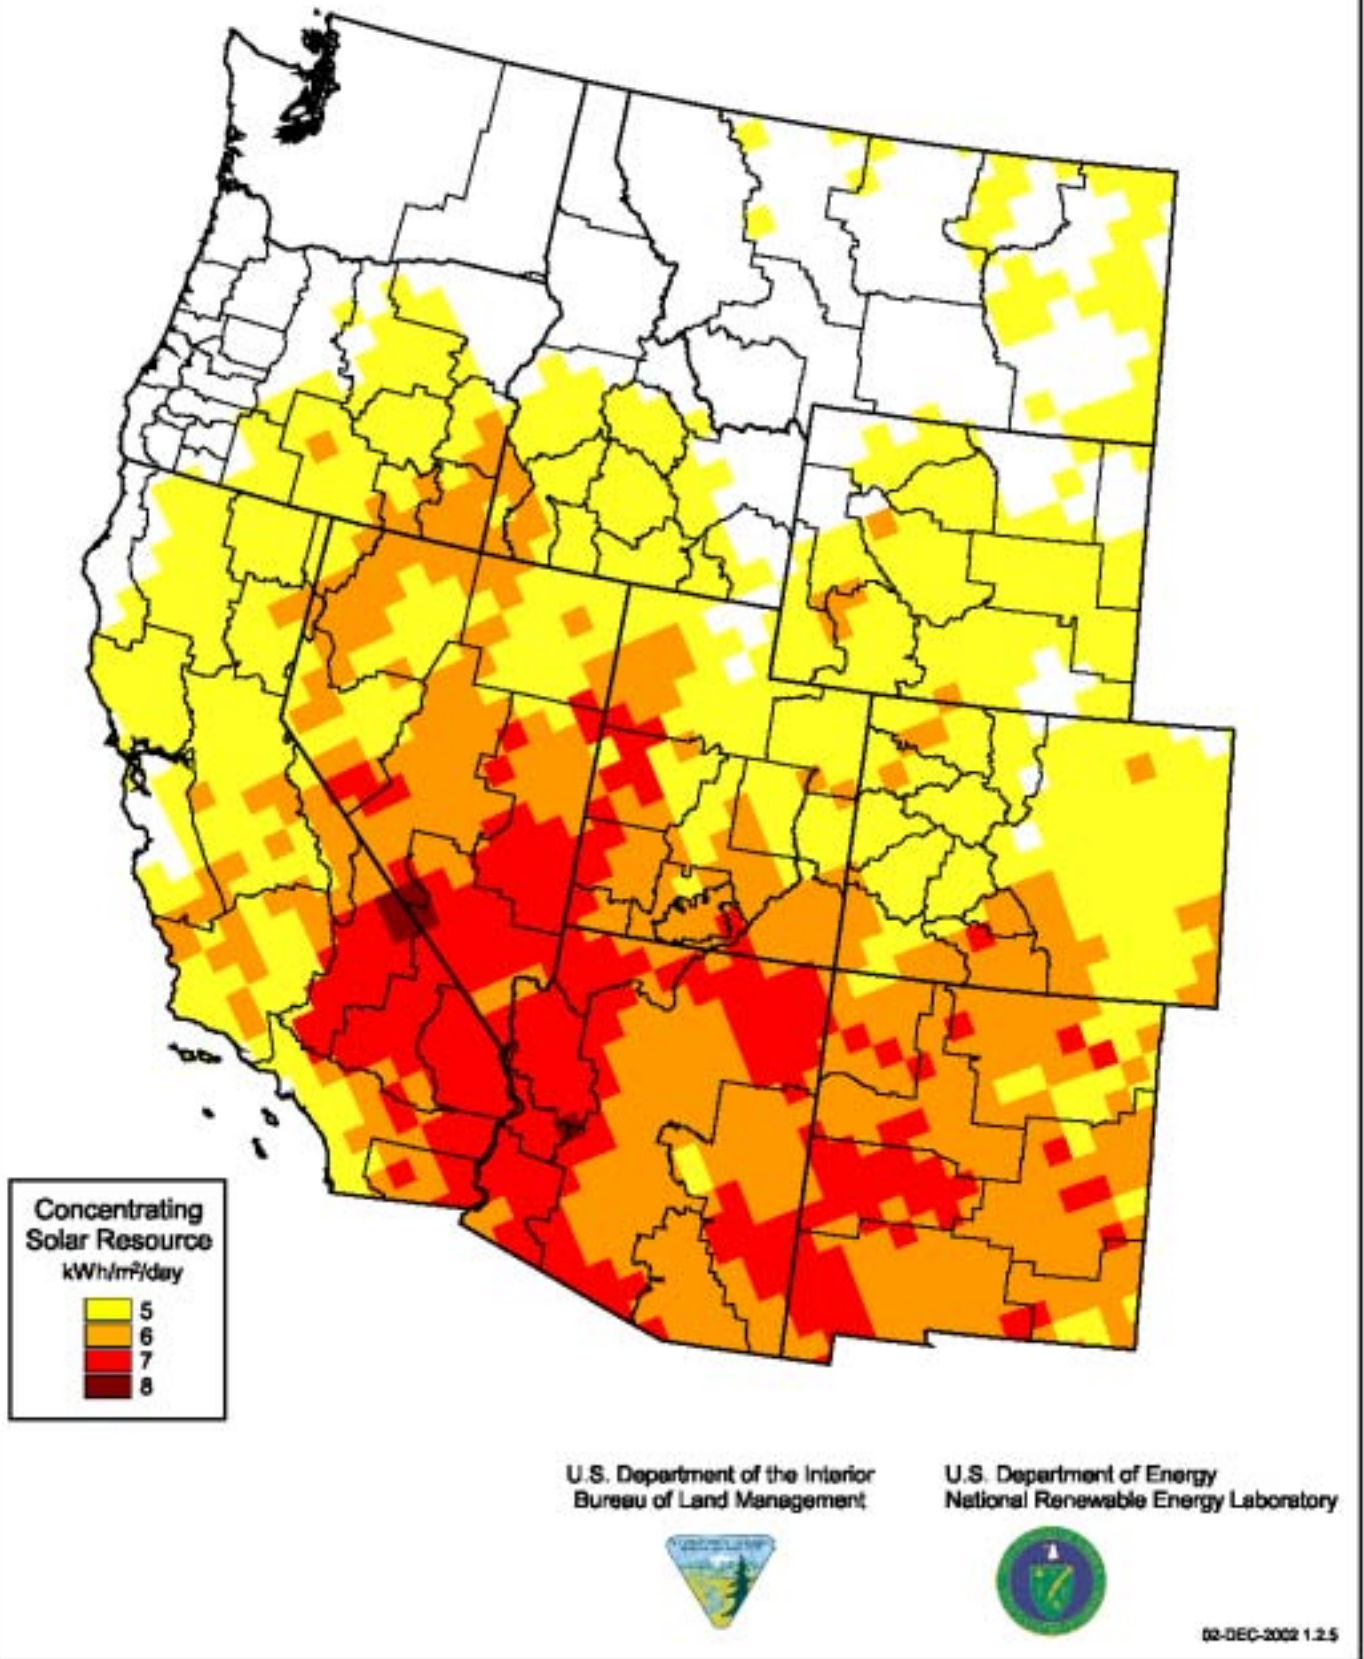 Concentrating
Solar Resource
kWh/m²/day
5
6
7
8
U.S. Department of the Interior
Bureau of Land Management
U.S. Department of Energy
National Renewable Energy Laboratory
02-DEC-2002 1.2.5